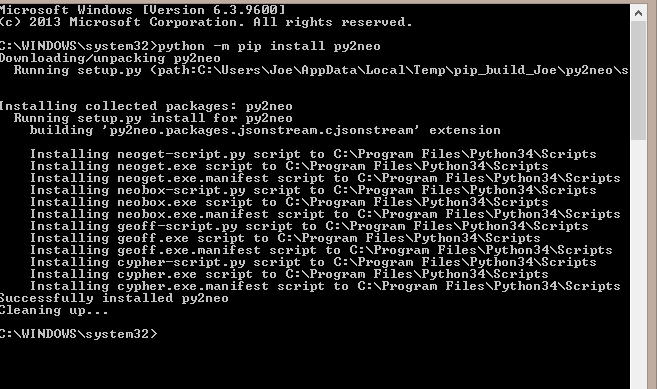 Microsoft Windows [Version 6.3.9600]
(c) 2013 Microsoft Corporation. All rights reserved.
C:\WINDOWS\system32>python -m pip install py2neo
Downloading/unpacking py2neo
Running setup.py (path:C:\Users\Joe\AppData\Local\Temp\pip_build_Joe\py2neo\s
Installing collected packages: py2neo
Running setup.py install for py2neo
building 'py2neo.packages.jsonstream.cjsonstream' extension
Installing neoget-script.py script to C:\Program Files\Python34\Scripts
Installing neoget.exe script to C:\Program Files\Python34\Scripts
Installing neoget.exe.manifest script to C:\Program Files\Python34\Scripts
Installing neobox-script.py script to C:\Program Files\Python34\Scripts
Installing neobox.exe script to C:\Program Files\Python34\Scripts
Installing neobox.exe.manifest script to C:\Program Files\Python34\Scripts
Installing geoff-script.py script to C:\Program Files\Python34\Scripts
Installing geoff.exe script to C:\Program Files\Python34\Scripts
Installing geoff.exe.manifest script to C:\Program Files\Python34\Scripts
Installing cypher-script.py script to C:\Program Files\Python34\Scripts
Installing cypher.exe script to C:\Program Files\Python34\Scripts
Installing cypher.exe.manifest script to C:\Program Files\Python34\Scripts
Successfully installed py2neo
Cleaning up...
C:\WINDOWS\system32>